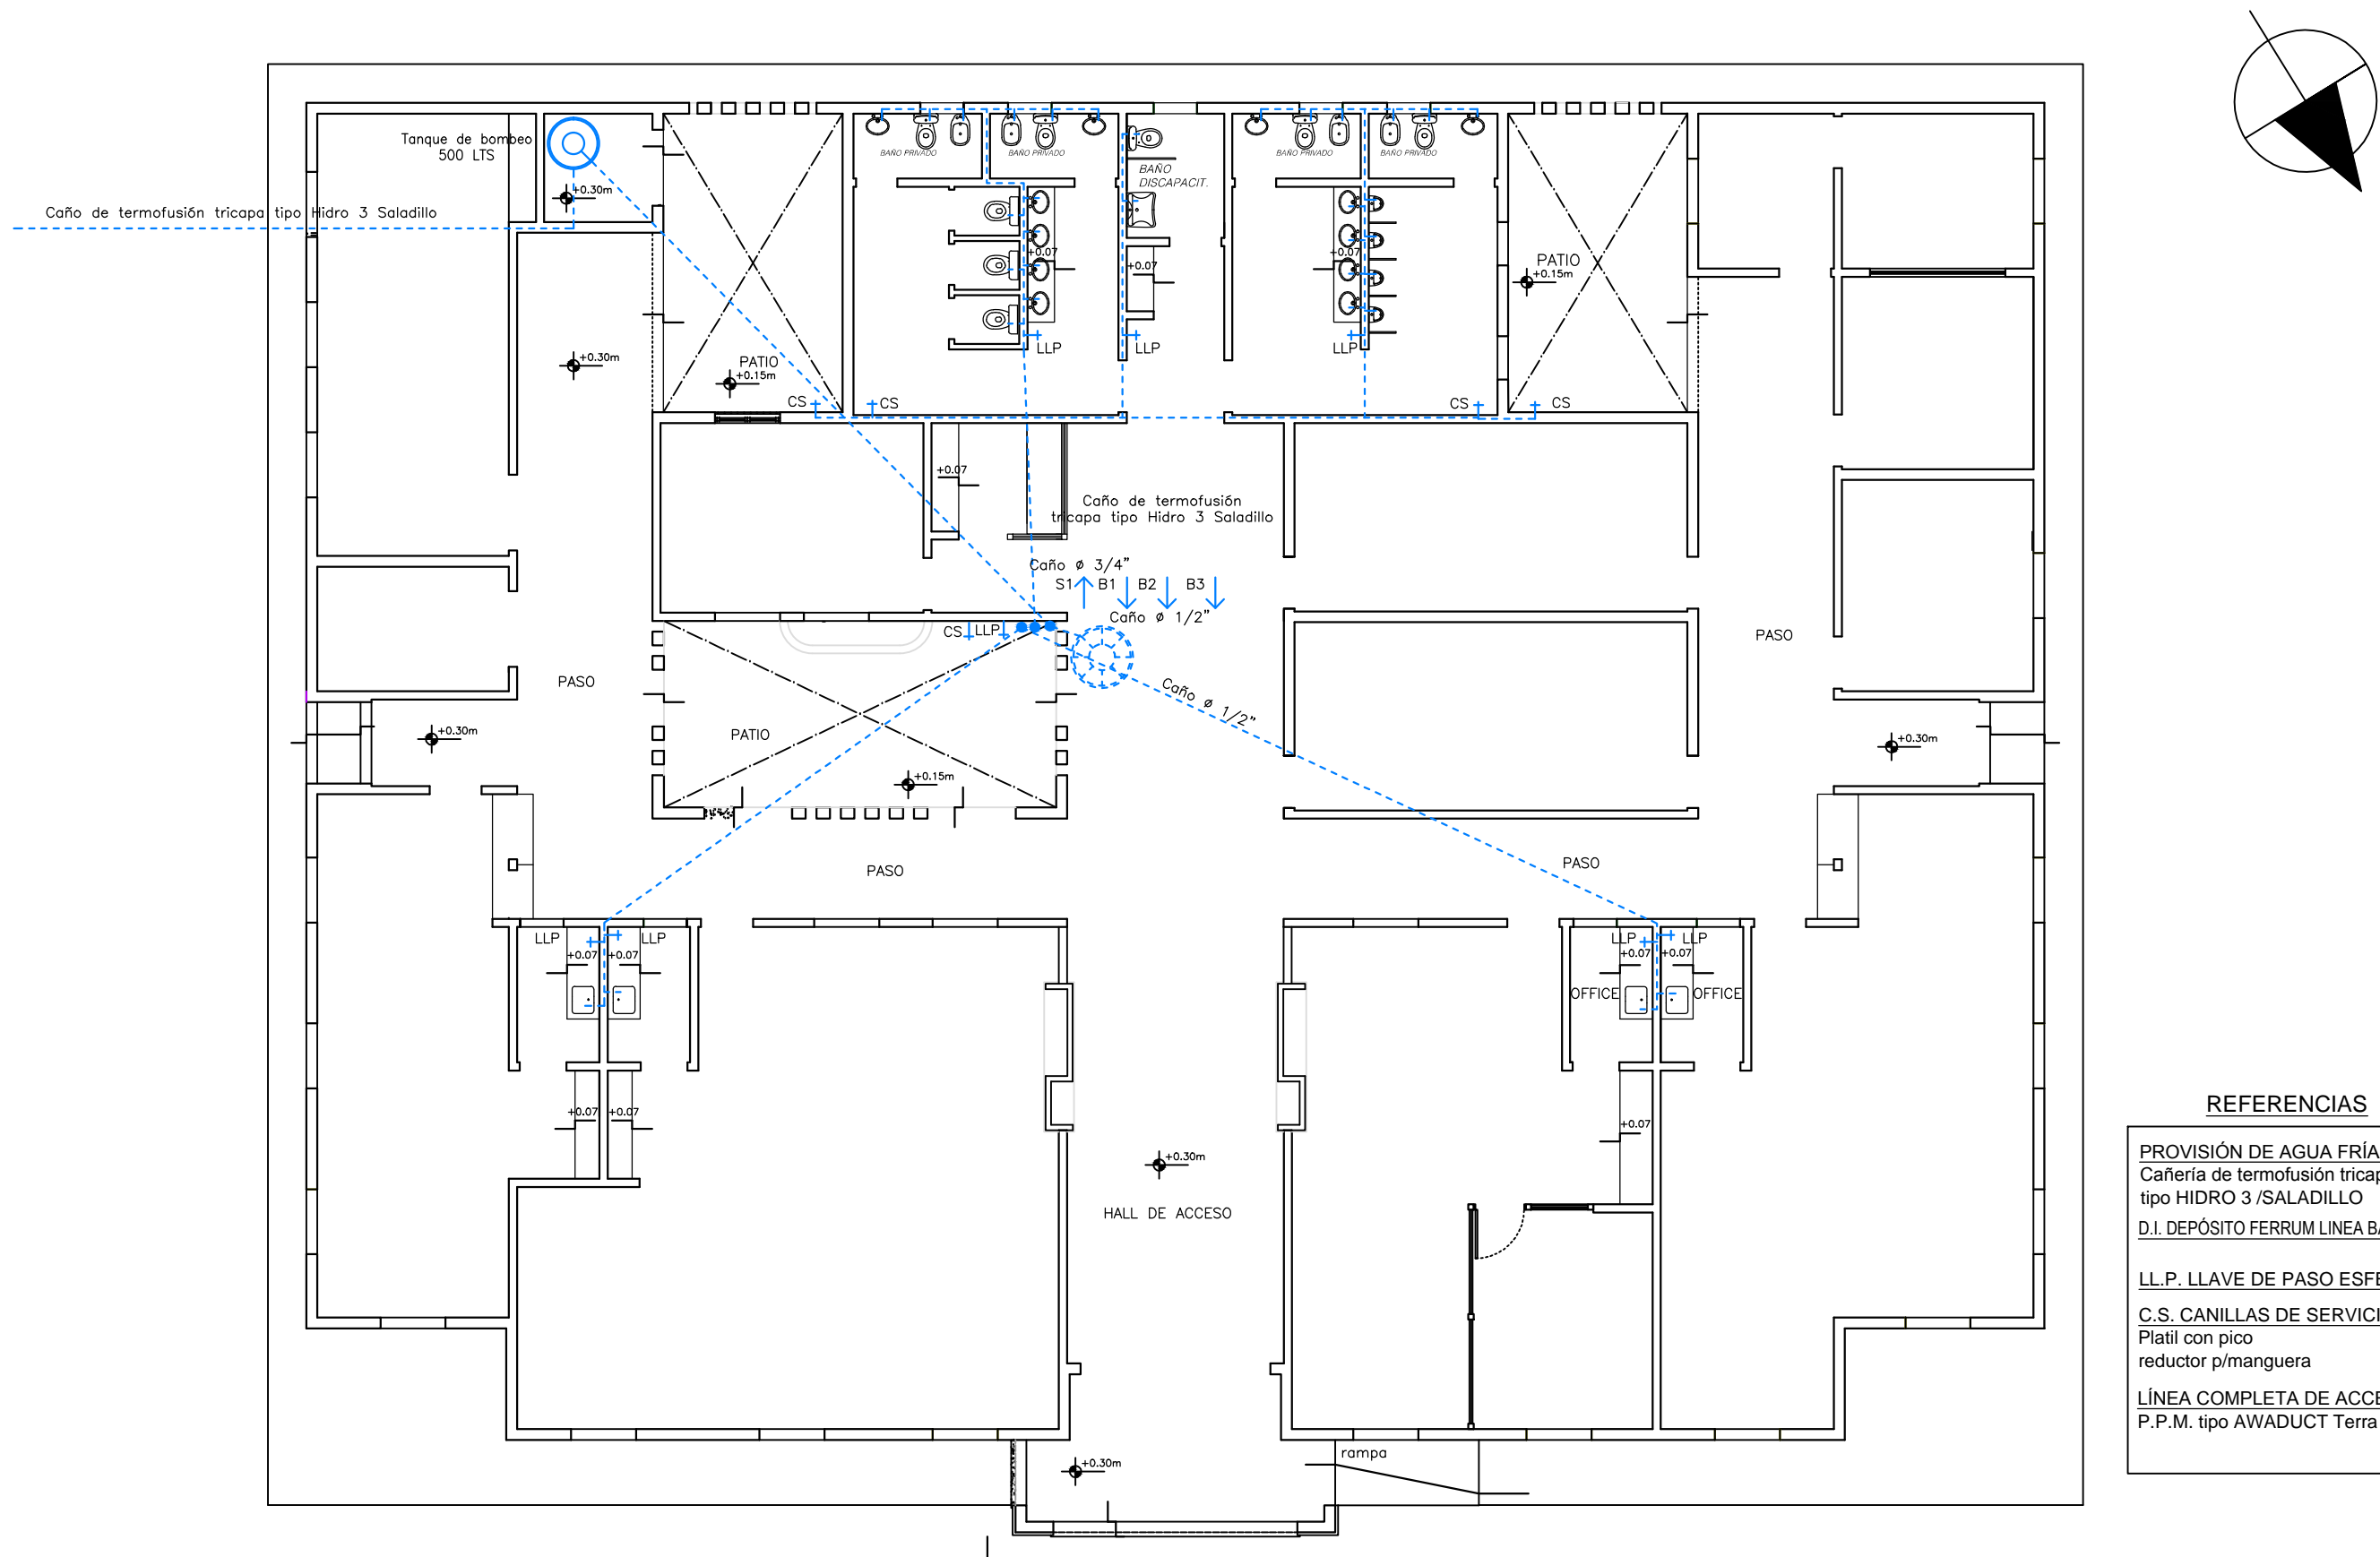 Tanque de bombeo
500 LTS
Caño de termofusión tricapa tipo Hidro 3 Saladillo
+0.30m
BAÑO PRIVADO
BAÑO PRIVADO
BAÑO
DISCAPACIT.
BAÑO PRIVADO
BAÑO PRIVADO
+0.07
+0.07
+0.07
PATIO
+0.15m
+0.30m
PATIO
+0.15m
LLP
LLP
LLP
CS
CS
CS
CS
+0.07
Caño de termofusión
tricapa tipo Hidro 3 Saladillo
Caño ø 3/4"
S1
B1
B2
B3
Caño ø 1/2"
CS
LLP
PASO
PASO
Caño ø 1/2"
PATIO
+0.30m
+0.15m
+0.30m
PASO
PASO
LLP
LLP
+0.07
+0.07
LLP
LLP
+0.07
+0.07
OFFICE
OFFICE
+0.07
+0.07
+0.07
+0.30m
HALL DE ACCESO
rampa
+0.30m
REFERENCIAS
PROVISIÓN DE AGUA FRÍA
Cañería de termofusión tricap
tipo HIDRO 3 /SALADILLO
D.I. DEPÓSITO FERRUM LINEA BA
LL.P. LLAVE DE PASO ESFE
C.S. CANILLAS DE SERVICI
Platil con pico
reductor p/manguera
LÍNEA COMPLETA DE ACCE
P.P.M. tipo AWADUCT Terra